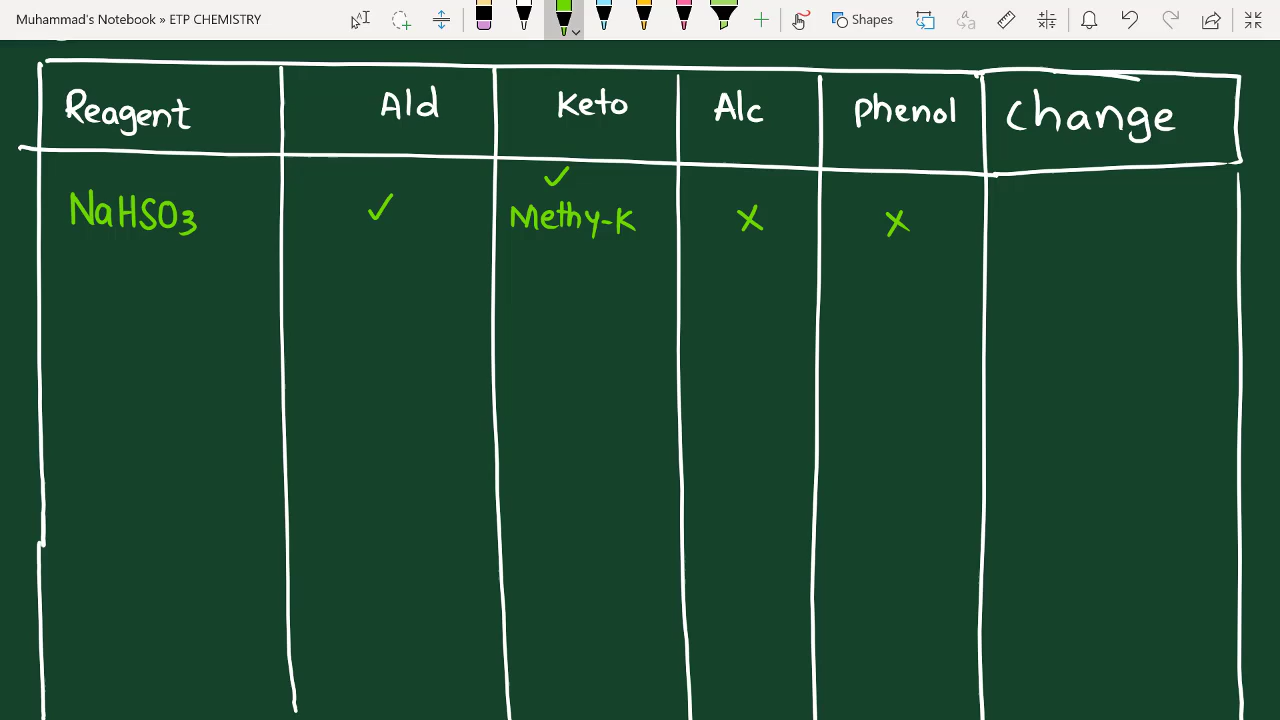 Muhammad's Notebook » ETP CHEMISTRY
Shapes
Reagent Ald Keto Alc Phenol Change
NaHSO₃ ✓ ✓ Methy-K X X